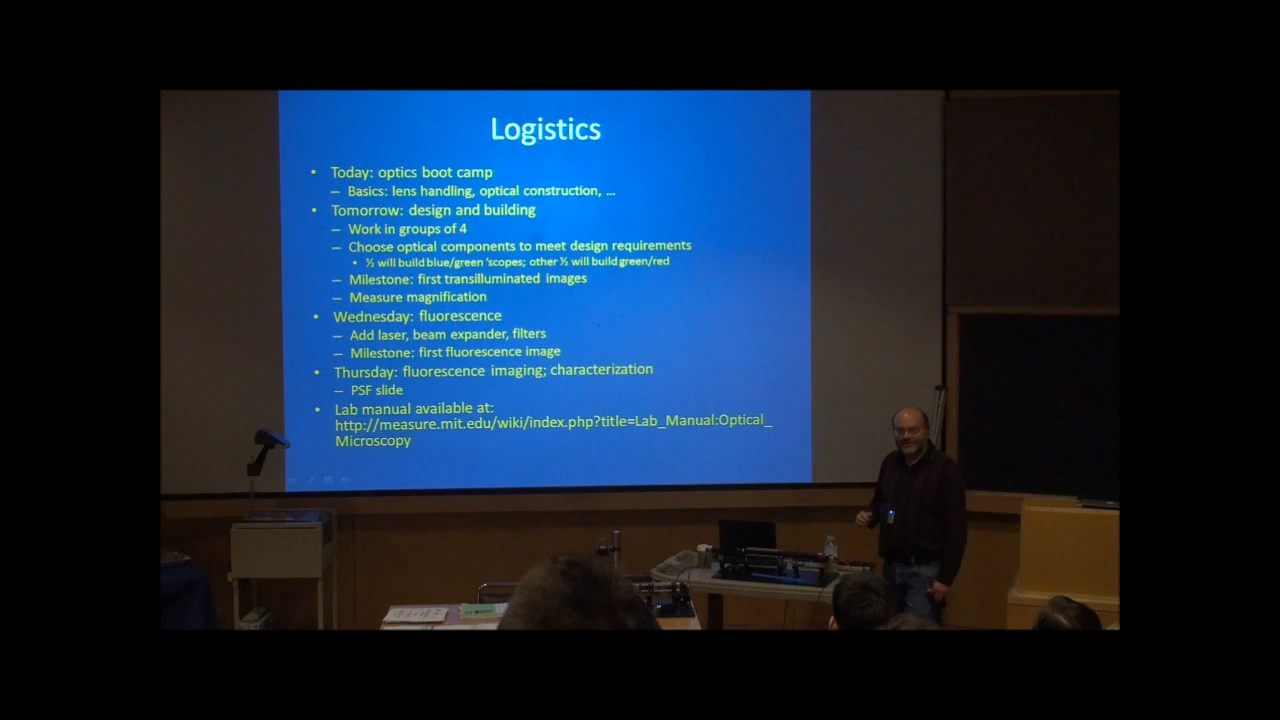 Logistics
• Today: optics boot camp
– Basics: lens handling, optical construction, ...
• Tomorrow: design and building
– Work in groups of 4
– Choose optical components to meet design requirements
• ½ will build blue/green 'scopes; other ½ will build green/red
– Milestone: first transilluminated images
– Measure magnification
• Wednesday: fluorescence
– Add laser, beam expander, filters
– Milestone: first fluorescence image
• Thursday: fluorescence imaging; characterization
– PSF slide
• Lab manual available at:
http://measure.mit.edu/wiki/index.php?title=Lab_Manual:Optical_
Microscopy